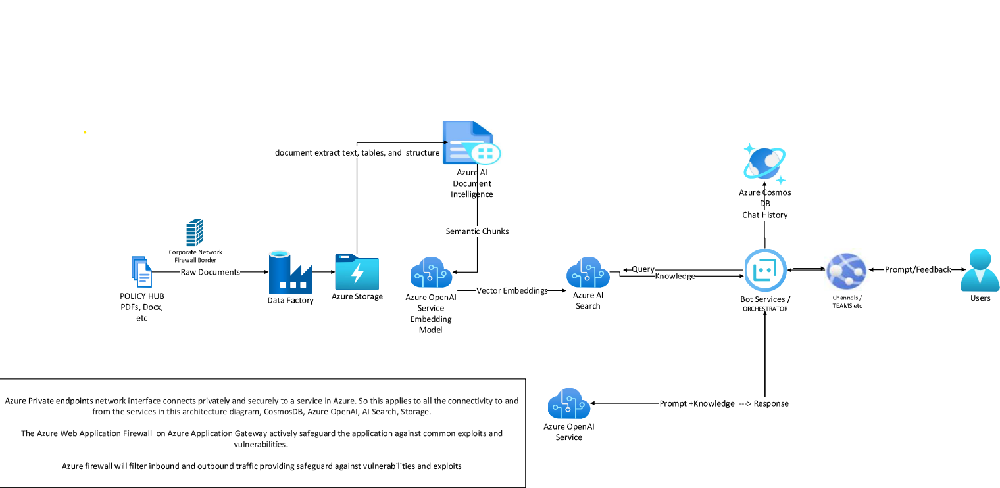 document extract text, tables, and  structure
Azure AI
Document
Intelligence
Semantic Chunks
Corporate Network
Firewall Border
Raw Documents
POLICY HUB
PDFs, Docx,
etc
Data Factory
Azure Storage
Azure OpenAI
Service
Embedding
Model
Vector Embeddings
Azure AI
Search
Query
Knowledge
Azure Cosmos
DB
Chat History
Bot Services /
ORCHESTRATOR
Channels /
TEAMS etc
Prompt/Feedback
Users
Prompt +Knowledge  ---> Response
Azure OpenAI
Service
Azure Private endpoints network interface connects privately and securely to a service in Azure. So this applies to all the connectivity to and
from the services in this architecture diagram, CosmosDB, Azure OpenAI, AI Search, Storage.
The Azure Web Application Firewall  on Azure Application Gateway actively safeguard the application against common exploits and
vulnerabilities.
Azure firewall will filter inbound and outbound traffic providing safeguard against vulnerabilities and exploits